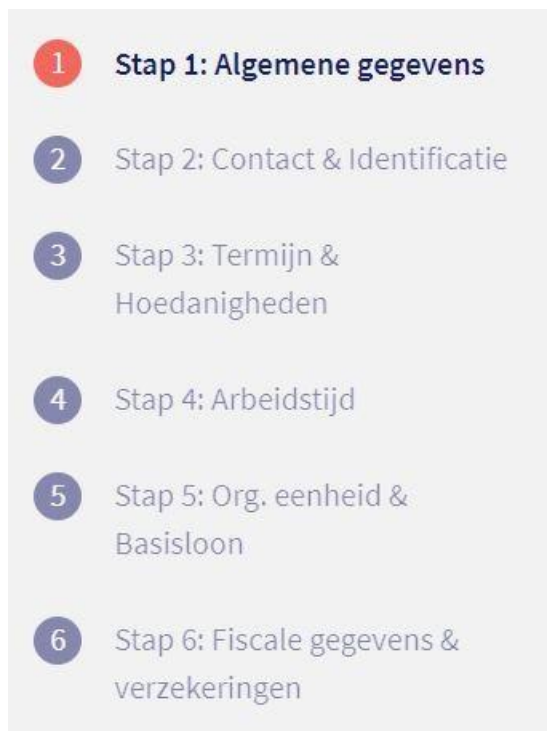 1 Stap 1: Algemene gegevens
2 Stap 2: Contact & Identificatie
3 Stap 3: Termijn &
Hoedanigheden
4 Stap 4: Arbeidstijd
5 Stap 5: Org. eenheid &
Basisloon
6 Stap 6: Fiscale gegevens &
verzekeringen